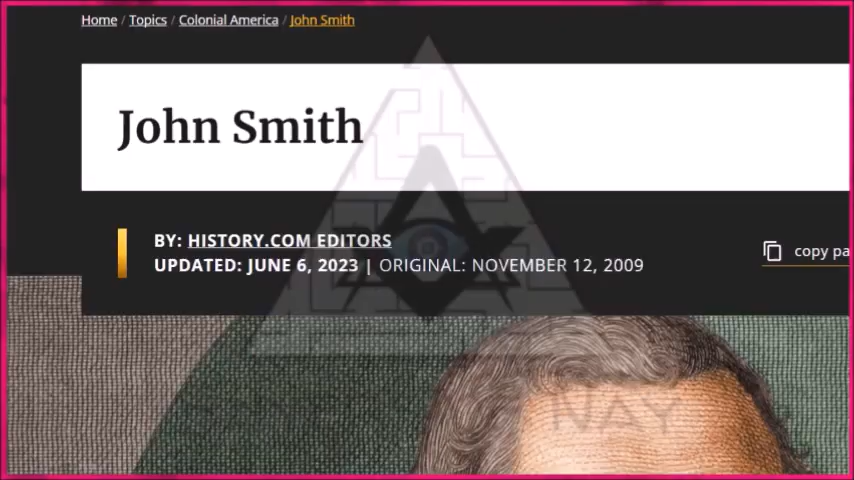 Home / Topics / Colonial America / John Smith
John Smith
BY: HISTORY.COM EDITORS
UPDATED: JUNE 6, 2023 | ORIGINAL: NOVEMBER 12, 2009
copy pa
NAY